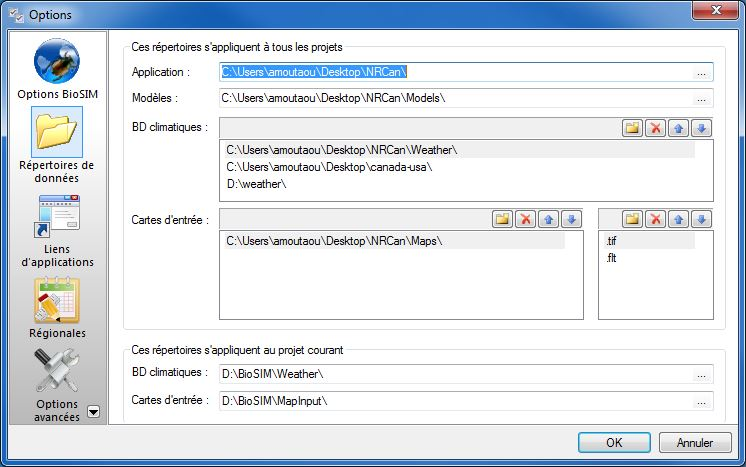 Options
Options BioSIM
Répertoires de
données
Liens
d'applications
Régionales
Options
avancées
Ces répertoires s'appliquent à tous les projets
Application : C:\Users\amoutaou\Desktop\NRCan\ ...
Modèles : C:\Users\amoutaou\Desktop\NRCan\Models\ ...
BD climatiques :
C:\Users\amoutaou\Desktop\NRCan\Weather\
C:\Users\amoutaou\Desktop\canada-usa\
D:\weather\
Cartes d'entrée :
C:\Users\amoutaou\Desktop\NRCan\Maps\
.tif
.flt
Ces répertoires s'appliquent au projet courant
BD climatiques : D:\BioSIM\Weather\ ...
Cartes d'entrée : D:\BioSIM\MapInput\ ...
OK
Annuler